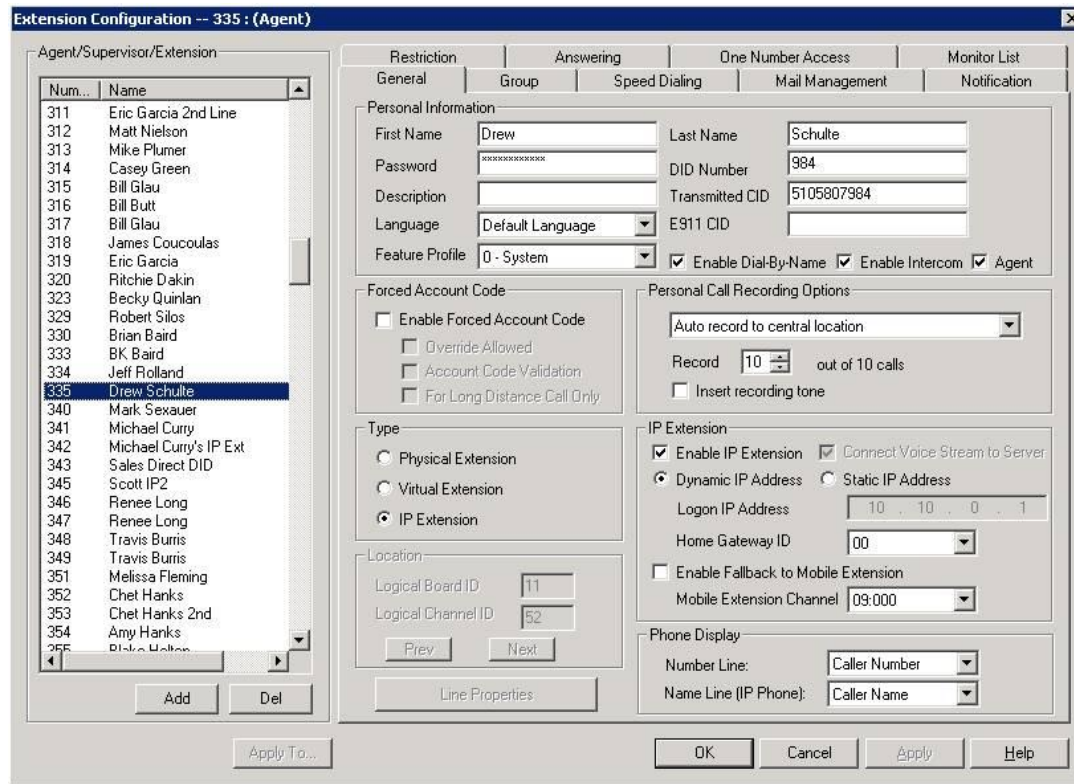 Extension Configuration -- 335 : (Agent)
Agent/Supervisor/Extension
Num... Name
311 Eric Garcia 2nd Line
312 Matt Nielson
313 Mike Plumer
314 Casey Green
315 Bill Glau
316 Bill Butt
317 Bill Glau
318 James Coucoulas
319 Eric Garcia
320 Ritchie Dakin
323 Becky Quinlan
329 Robert Silos
330 Brian Baird
333 BK Baird
334 Jeff Rolland
335 Drew Schulte
340 Mark Sexauer
341 Michael Curry
342 Michael Curry's IP Ext
343 Sales Direct DID
345 Scott IP2
346 Renee Long
347 Renee Long
348 Travis Burris
349 Travis Burris
351 Melissa Fleming
352 Chet Hanks
353 Chet Hanks 2nd
354 Amy Hanks
Add Del
Restriction Answering One Number Access Monitor List
General Group Speed Dialing Mail Management Notification
Personal Information
First Name Drew Last Name Schulte
Password xxxxxxxxxxxx DID Number 984
Description Transmitted CID 5105807984
Language Default Language E911 CID
Feature Profile 0 - System Enable Dial-By-Name Enable Intercom Agent
Forced Account Code
Enable Forced Account Code
Override Allowed
Account Code Validation
For Long Distance Call Only
Personal Call Recording Options
Auto record to central location
Record 10 out of 10 calls
Insert recording tone
Type
Physical Extension
Virtual Extension
IP Extension
IP Extension
Enable IP Extension Connect Voice Stream to Server
Dynamic IP Address Static IP Address
Logon IP Address 10 . 10 . 0 . 1
Home Gateway ID 00
Enable Fallback to Mobile Extension
Mobile Extension Channel 09:000
Location
Logical Board ID 11
Logical Channel ID 52
Prev Next
Line Properties
Phone Display
Number Line: Caller Number
Name Line (IP Phone): Caller Name
Apply To... OK Cancel Apply Help